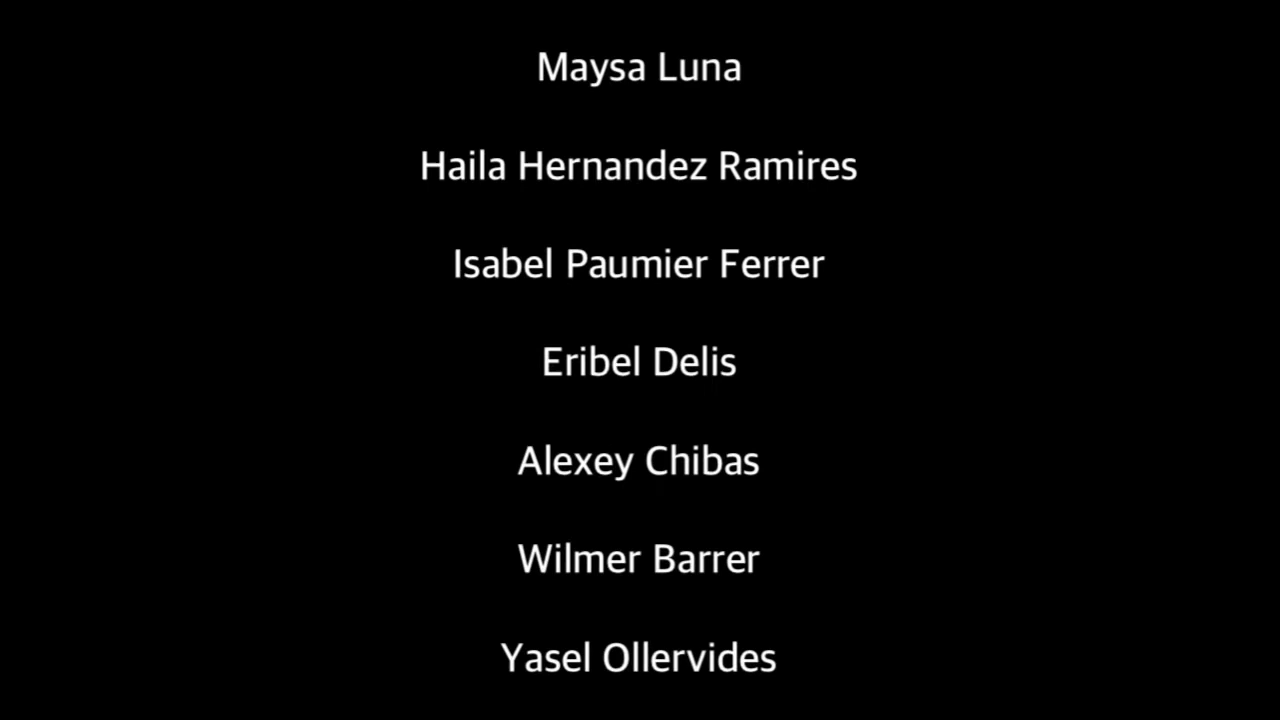 Maysa Luna
Haila Hernandez Ramires
Isabel Paumier Ferrer
Eribel Delis
Alexey Chibas
Wilmer Barrer
Yasel Ollervides